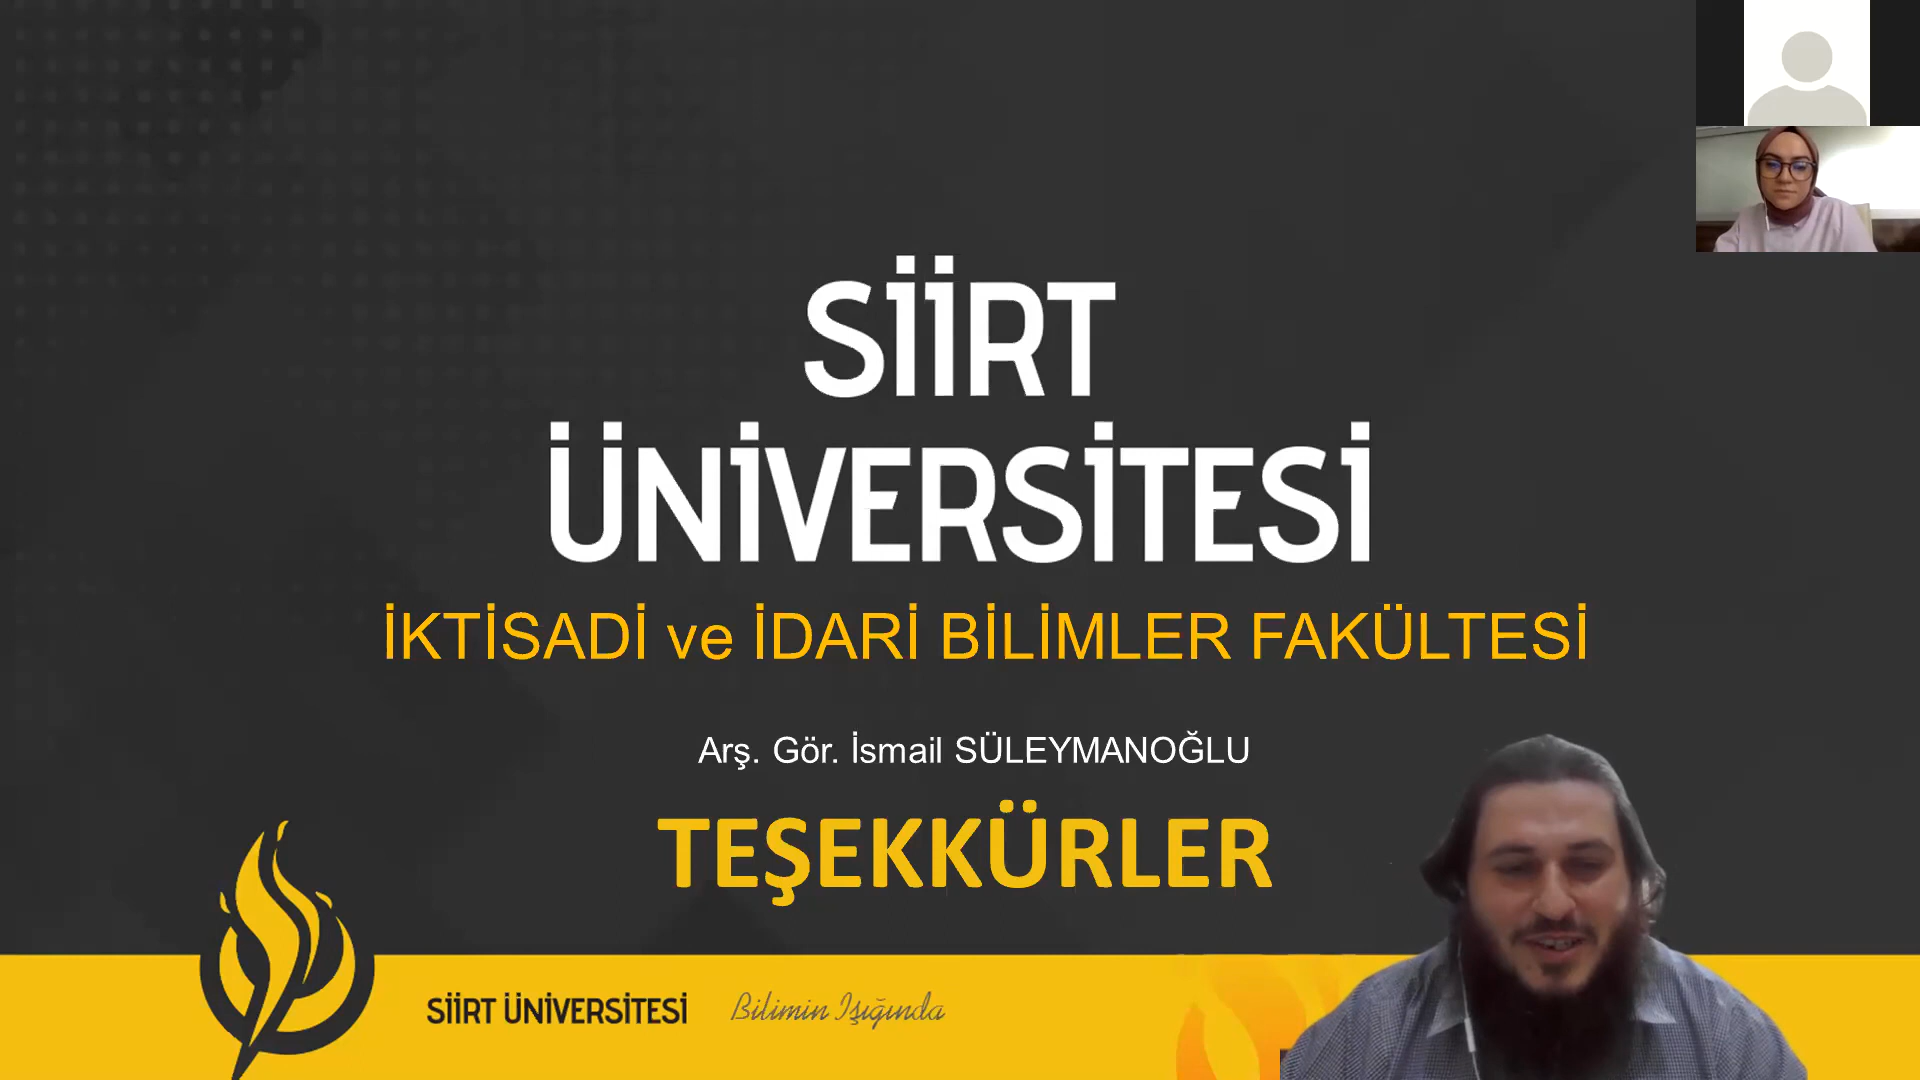 SİİRT
ÜNİVERSİTESİ
İKTİSADİ ve İDARİ BİLİMLER FAKÜLTESİ
Arş. Gör. İsmail SÜLEYMANOĞLU
TEŞEKKÜRLER
SİİRT ÜNİVERSİTESİ Bilimin Işığında